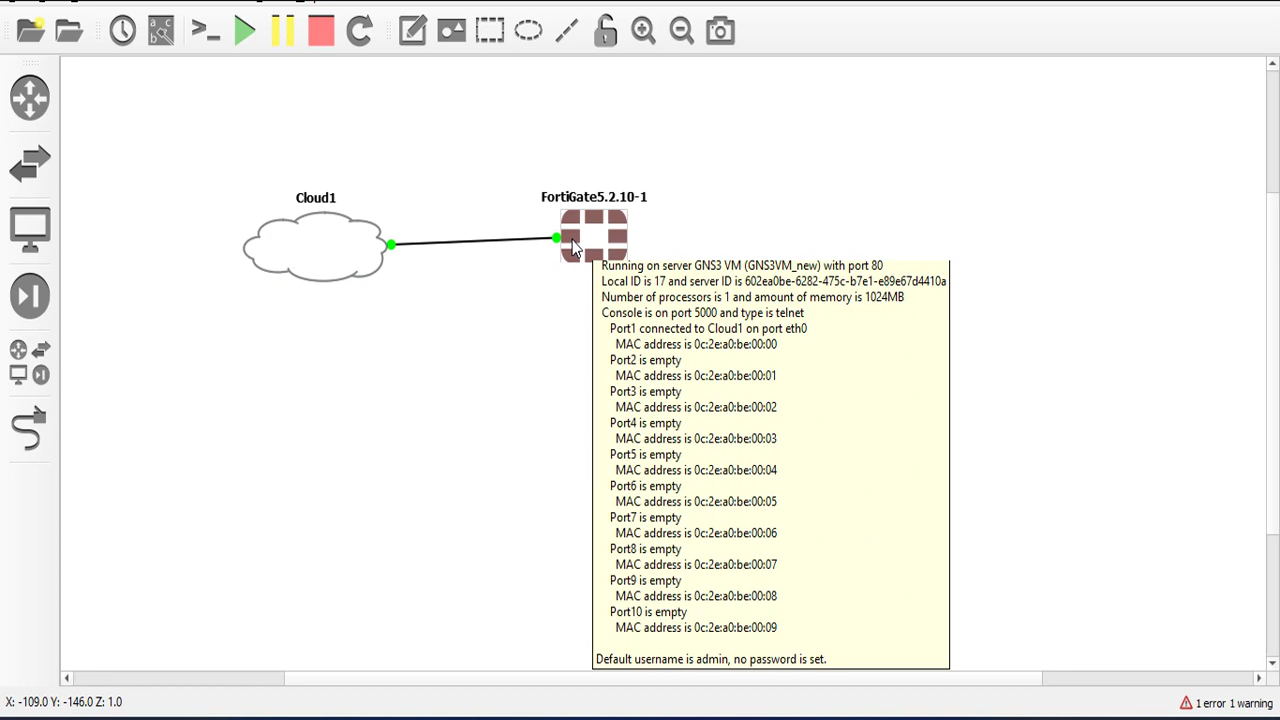 a c
b
Cloud1
FortiGate5.2.10-1
Running on server GNS3 VM (GNS3VM_new) with port 80
Local ID is 17 and server ID is 602ea0be-6282-475c-b7e1-e89e67d4410a
Number of processors is 1 and amount of memory is 1024MB
Console is on port 5000 and type is telnet
Port1 connected to Cloud1 on port eth0
MAC address is 0c:2e:a0:be:00:00
Port2 is empty
MAC address is 0c:2e:a0:be:00:01
Port3 is empty
MAC address is 0c:2e:a0:be:00:02
Port4 is empty
MAC address is 0c:2e:a0:be:00:03
Port5 is empty
MAC address is 0c:2e:a0:be:00:04
Port6 is empty
MAC address is 0c:2e:a0:be:00:05
Port7 is empty
MAC address is 0c:2e:a0:be:00:06
Port8 is empty
MAC address is 0c:2e:a0:be:00:07
Port9 is empty
MAC address is 0c:2e:a0:be:00:08
Port10 is empty
MAC address is 0c:2e:a0:be:00:09
Default username is admin, no password is set.
X: -109.0 Y: -146.0 Z: 1.0
1 error 1 warning